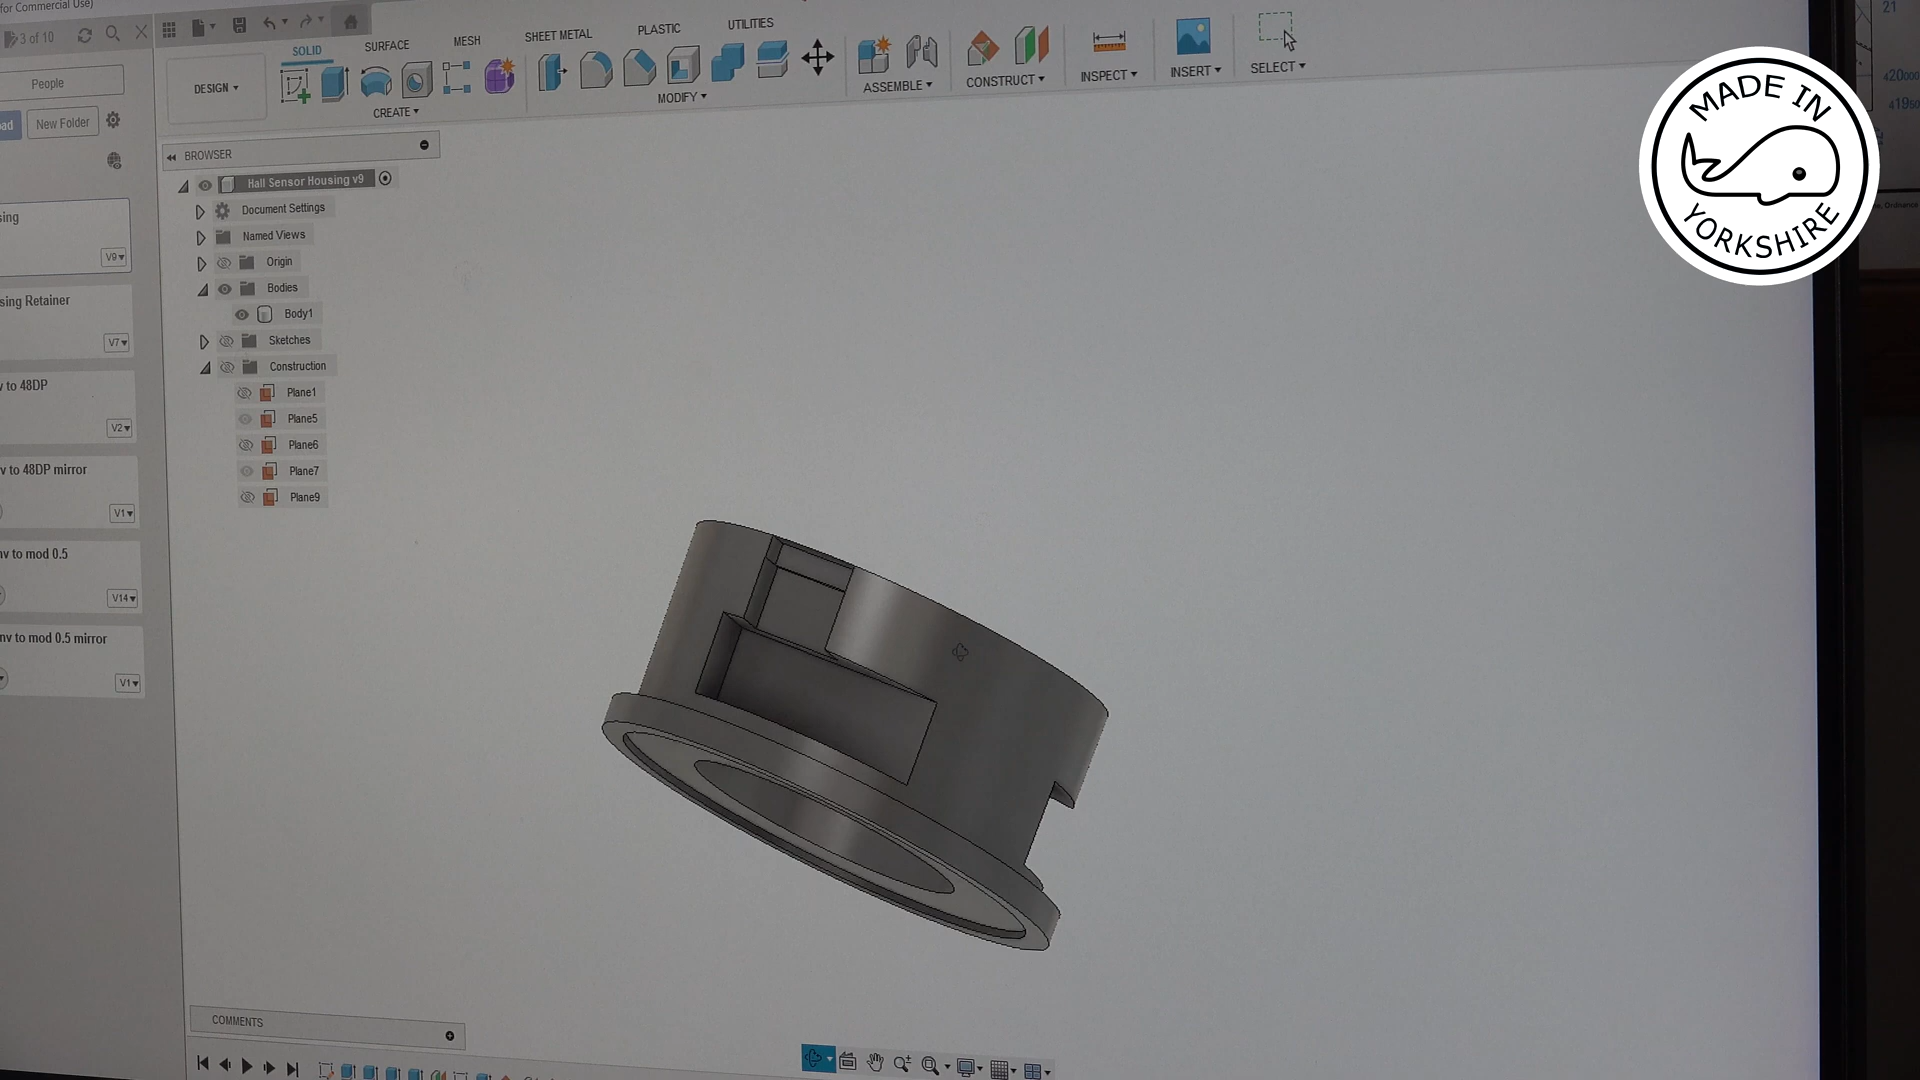 for Commercial Use)
3 of 10
People
New Folder
V9
sing Retainer
V7
to 48DP
V2
to 48DP mirror
V1
to mod 0.5
V14
nv to mod 0.5 mirror
V1
SOLID
SURFACE
MESH
SHEET METAL
PLASTIC
UTILITIES
DESIGN
CREATE
MODIFY
ASSEMBLE
CONSTRUCT
INSPECT
INSERT
SELECT
BROWSER
Hall Sensor Housing v9
Document Settings
Named Views
Origin
Bodies
Body1
Sketches
Construction
Plane1
Plane5
Plane6
Plane7
Plane9
COMMENTS
MADE IN
YORKSHIRE
21